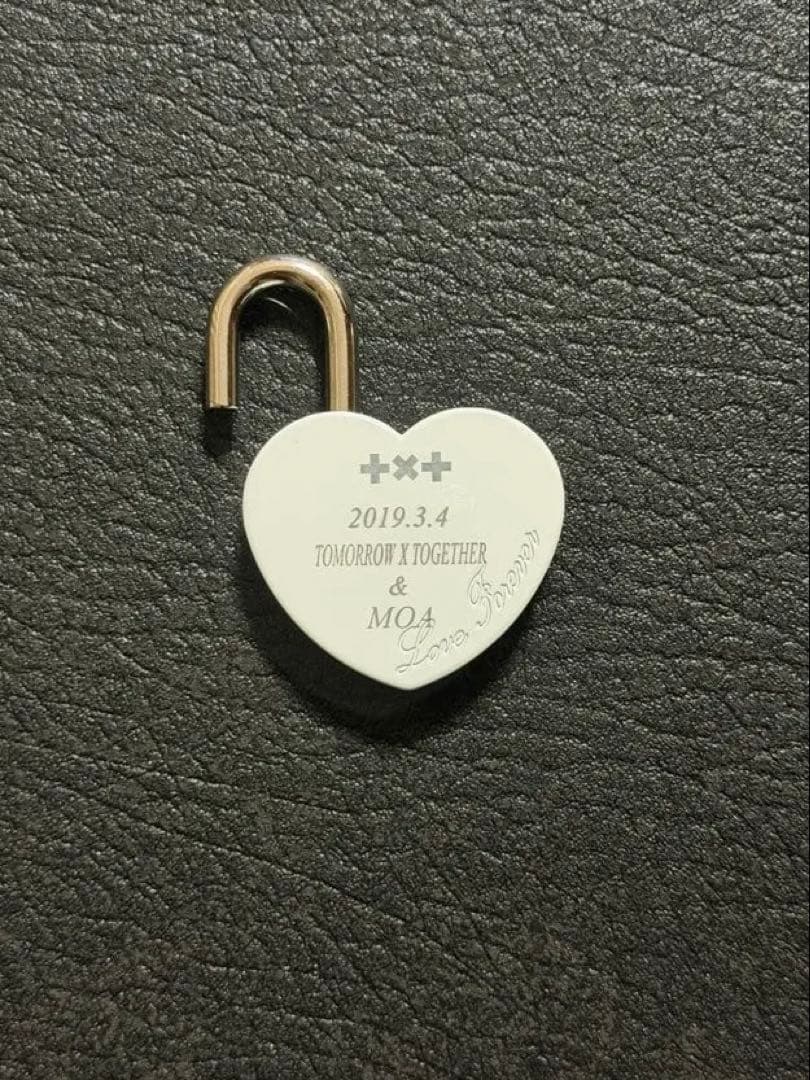 +×+
2019.3.4
TOMORROW X TOGETHER
&
MOA
Love Forever